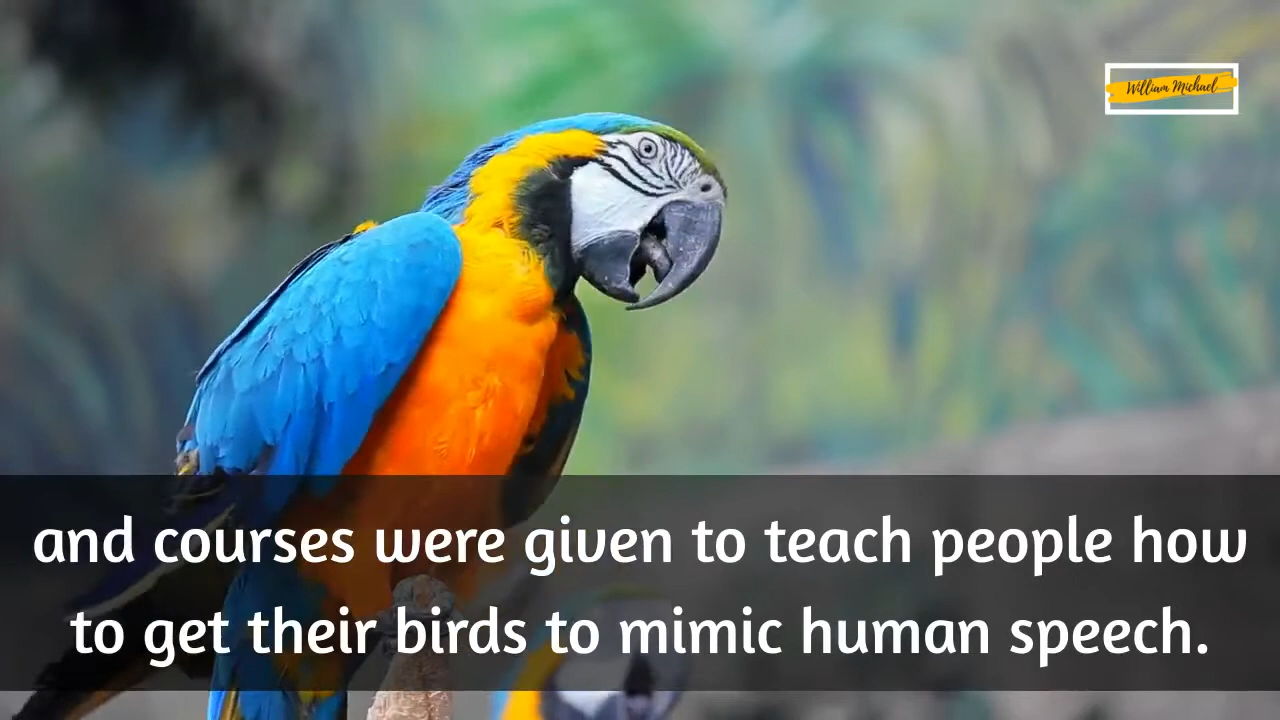 William Michael
and courses were given to teach people how
to get their birds to mimic human speech.